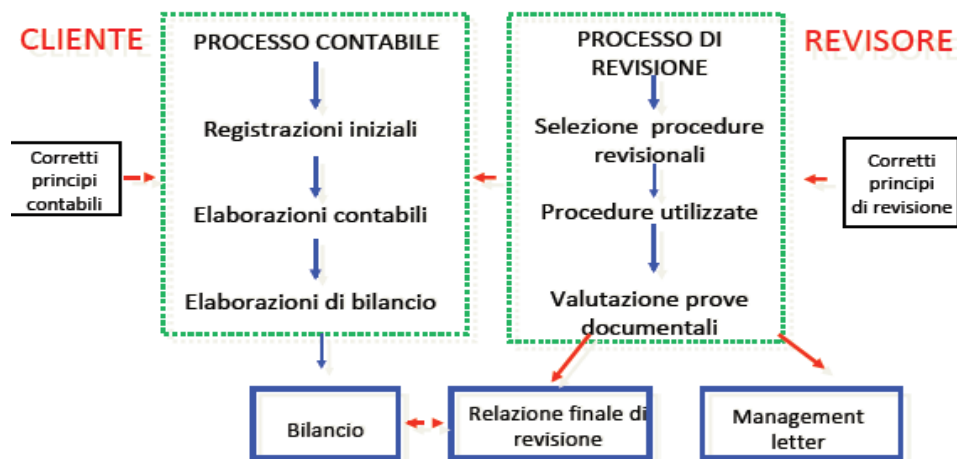 CLIENTE
PROCESSO CONTABILE
Registrazioni iniziali
Elaborazioni contabili
Elaborazioni di bilancio
Corretti
principi
contabili
PROCESSO DI
REVISIONE
Selezione procedure
revisionali
Procedure utilizzate
Valutazione prove
documentali
REVISORE
Corretti
principi
di revisione
Bilancio
Relazione finale di
revisione
Management
letter